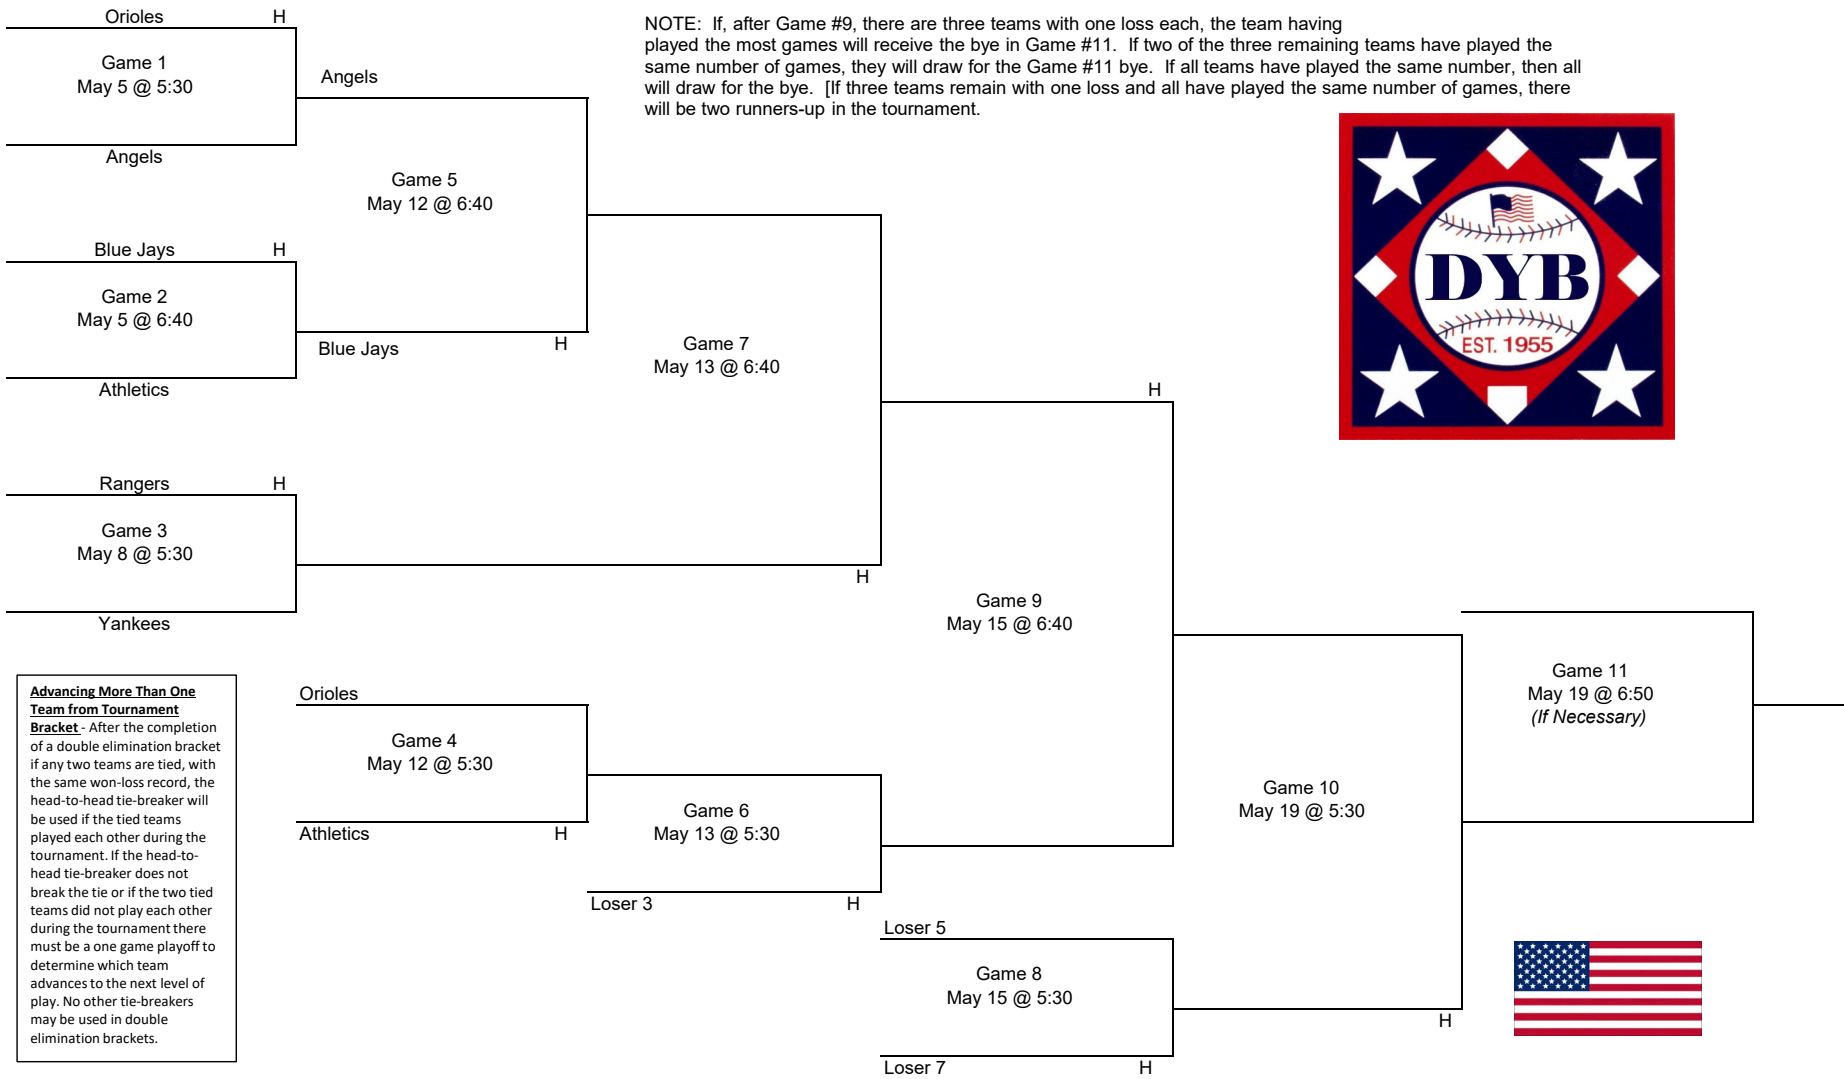 Orioles H
NOTE: If, after Game #9, there are three teams with one loss each, the team having
played the most games will receive the bye in Game #11. If two of the three remaining teams have played the
same number of games, they will draw for the Game #11 bye. If all teams have played the same number, then all
will draw for the bye. [If three teams remain with one loss and all have played the same number of games, there
will be two runners-up in the tournament.
Game 1
May 5 @ 5:30
Angels
Angels
Game 5
May 12 @ 6:40
Blue Jays H
Game 2
May 5 @ 6:40
Blue Jays H
Athletics
Game 7
May 13 @ 6:40
H
DYB
EST. 1955
Rangers H
Game 3
May 8 @ 5:30
H
Yankees
Game 9
May 15 @ 6:40
Game 11
May 19 @ 6:50
(If Necessary)
Advancing More Than One
Team from Tournament
Bracket - After the completion
of a double elimination bracket
if any two teams are tied, with
the same won-loss record, the
head-to-head tie-breaker will
be used if the tied teams
played each other during the
tournament. If the head-to-
head tie-breaker does not
break the tie or if the two tied
teams did not play each other
during the tournament there
must be a one game playoff to
determine which team
advances to the next level of
play. No other tie-breakers
may be used in double
elimination brackets.
Orioles
Game 4
May 12 @ 5:30
Athletics H
Game 6
May 13 @ 5:30
Loser 3 H
Game 10
May 19 @ 5:30
Loser 5
Game 8
May 15 @ 5:30
H
Loser 7 H